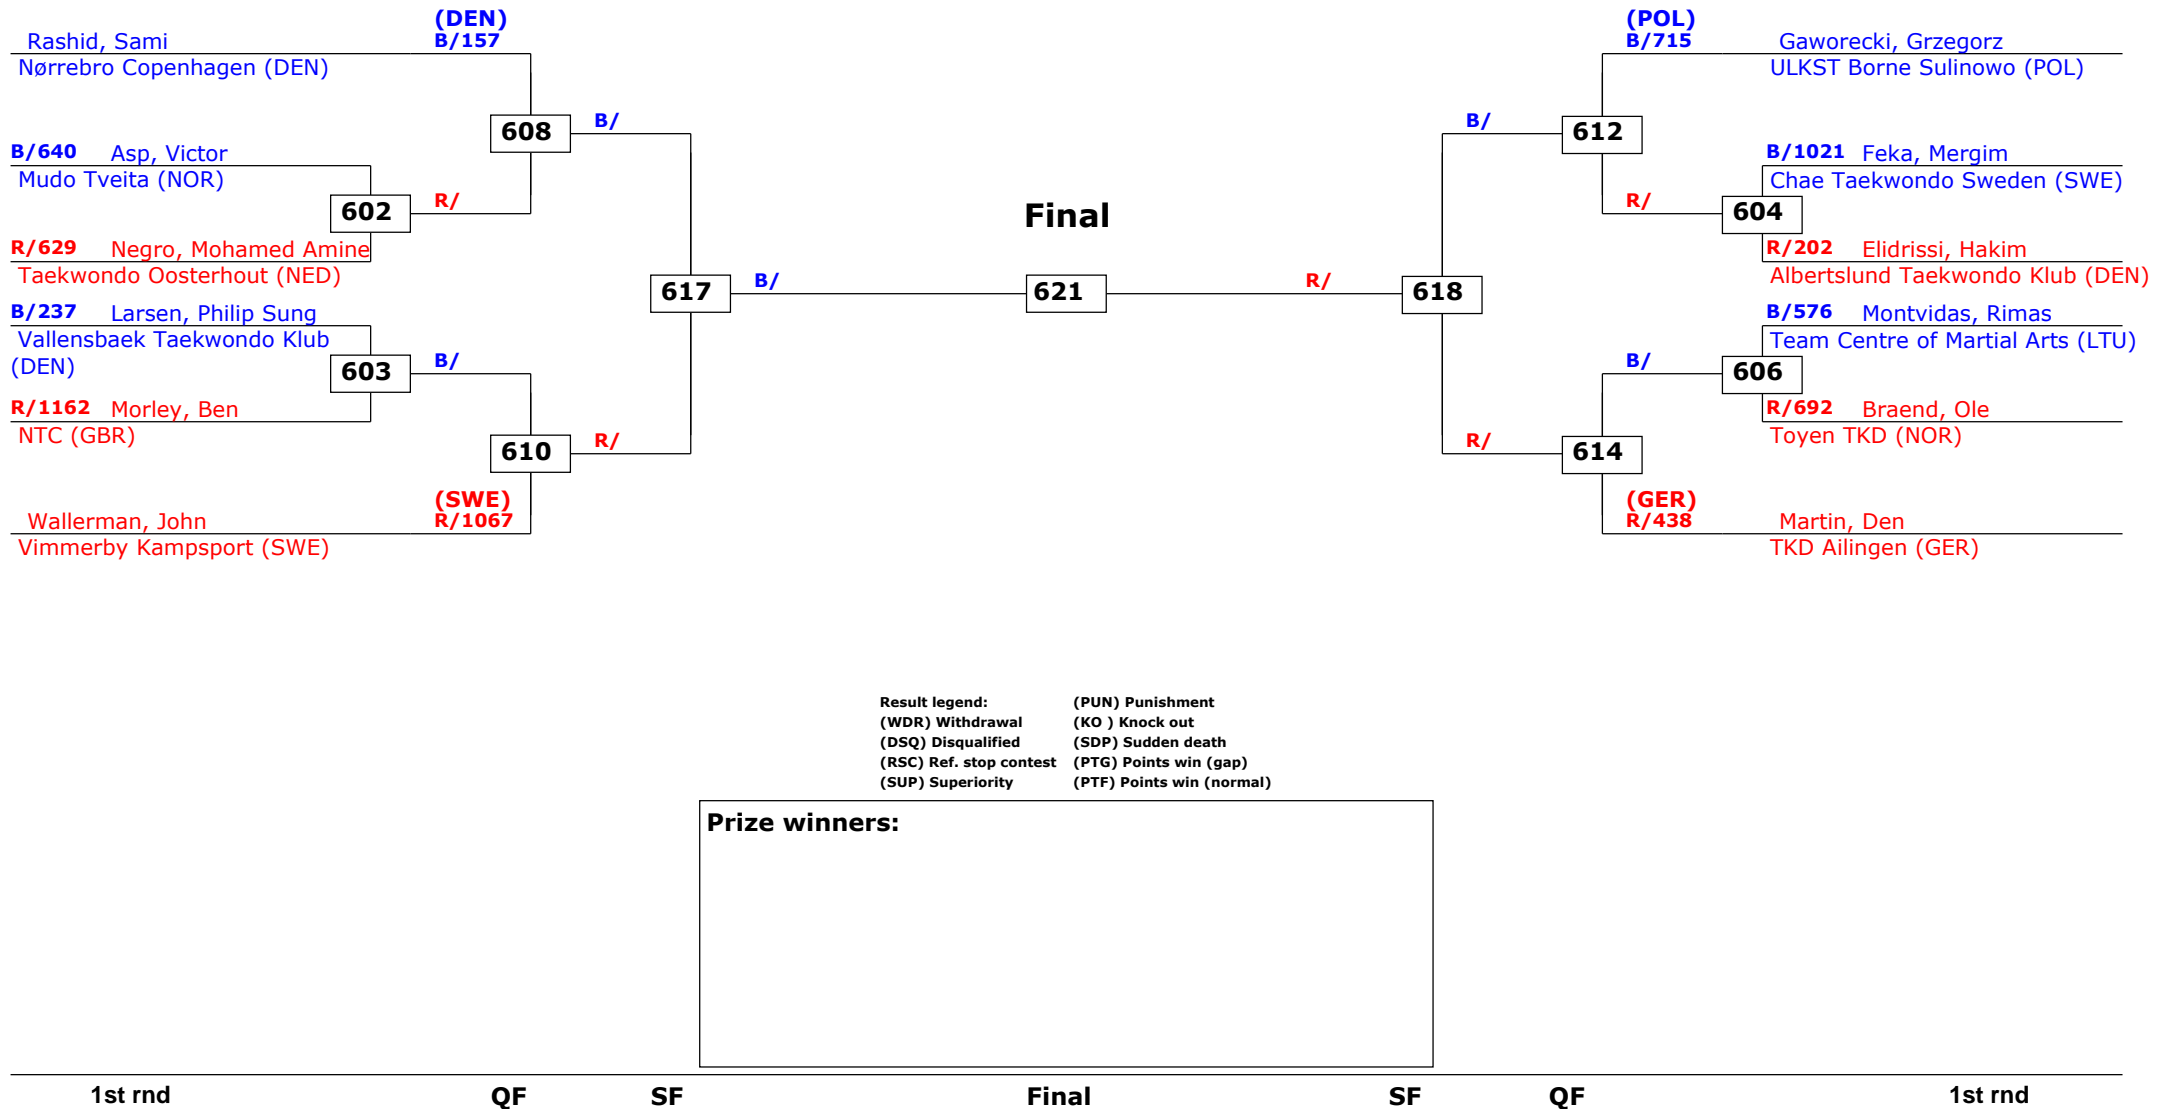 (DEN)
Rashid, Sami B/157
Nørrebro Copenhagen (DEN)
608
B/
B/640 Asp, Victor
Mudo Tveita (NOR)
602
R/
R/629 Negro, Mohamed Amine
Taekwondo Oosterhout (NED)
617
B/
B/237 Larsen, Philip Sung
Vallensbaek Taekwondo Klub
(DEN)
603
B/
R/1162 Morley, Ben
NTC (GBR)
610
R/
(SWE)
Wallerman, John R/1067
Vimmerby Kampsport (SWE)
Final
621
(POL)
B/715 Gaworecki, Grzegorz
ULKST Borne Sulinowo (POL)
B/
612
B/1021 Feka, Mergim
Chae Taekwondo Sweden (SWE)
R/
604
R/202 Elidrissi, Hakim
Albertslund Taekwondo Klub (DEN)
R/
618
B/576 Montvidas, Rimas
Team Centre of Martial Arts (LTU)
B/
606
R/692 Braend, Ole
Toyen TKD (NOR)
R/
614
(GER)
R/438 Martin, Den
TKD Ailingen (GER)
Result legend: (PUN) Punishment
(WDR) Withdrawal (KO ) Knock out
(DSQ) Disqualified (SDP) Sudden death
(RSC) Ref. stop contest (PTG) Points win (gap)
(SUP) Superiority (PTF) Points win (normal)
Prize winners:
1st rnd QF SF Final SF QF 1st rnd